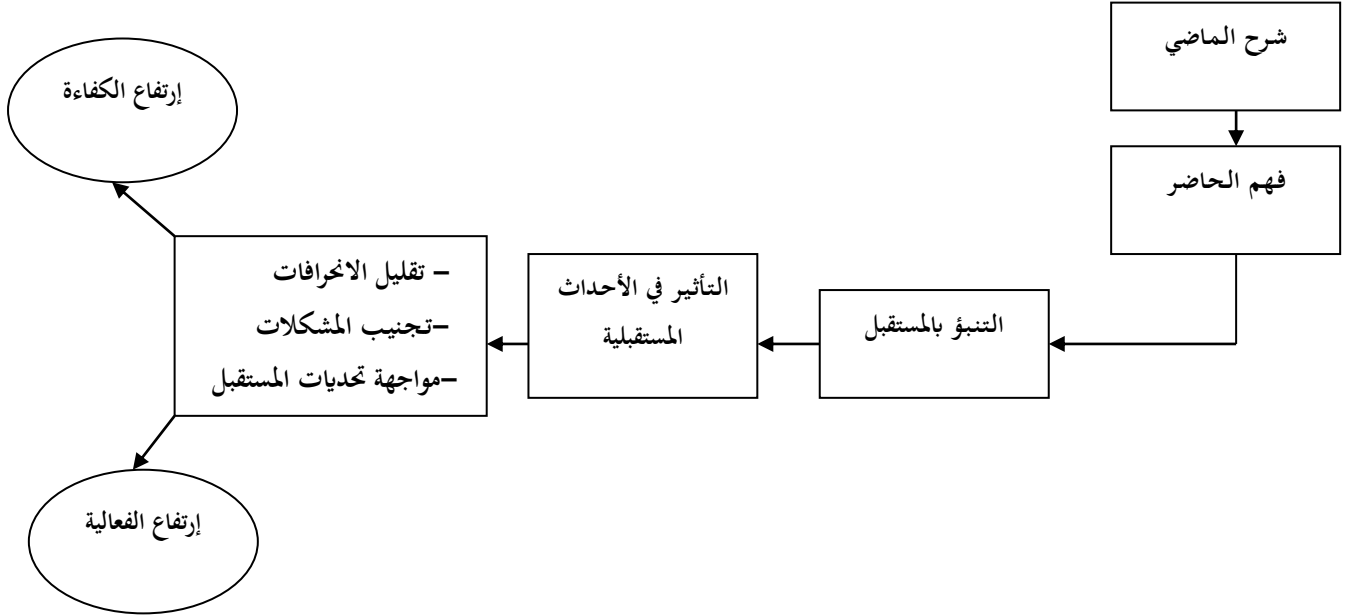 شرح الماضي
فهم الحاضر
التنبؤ بالمستقبل
التأثير في الأحداث
المستقبلية
– تقليل الانحرافات
–تجنيب المشكلات
–مواجهة تحديات المستقبل
إرتفاع الكفاءة
إرتفاع الفعالية